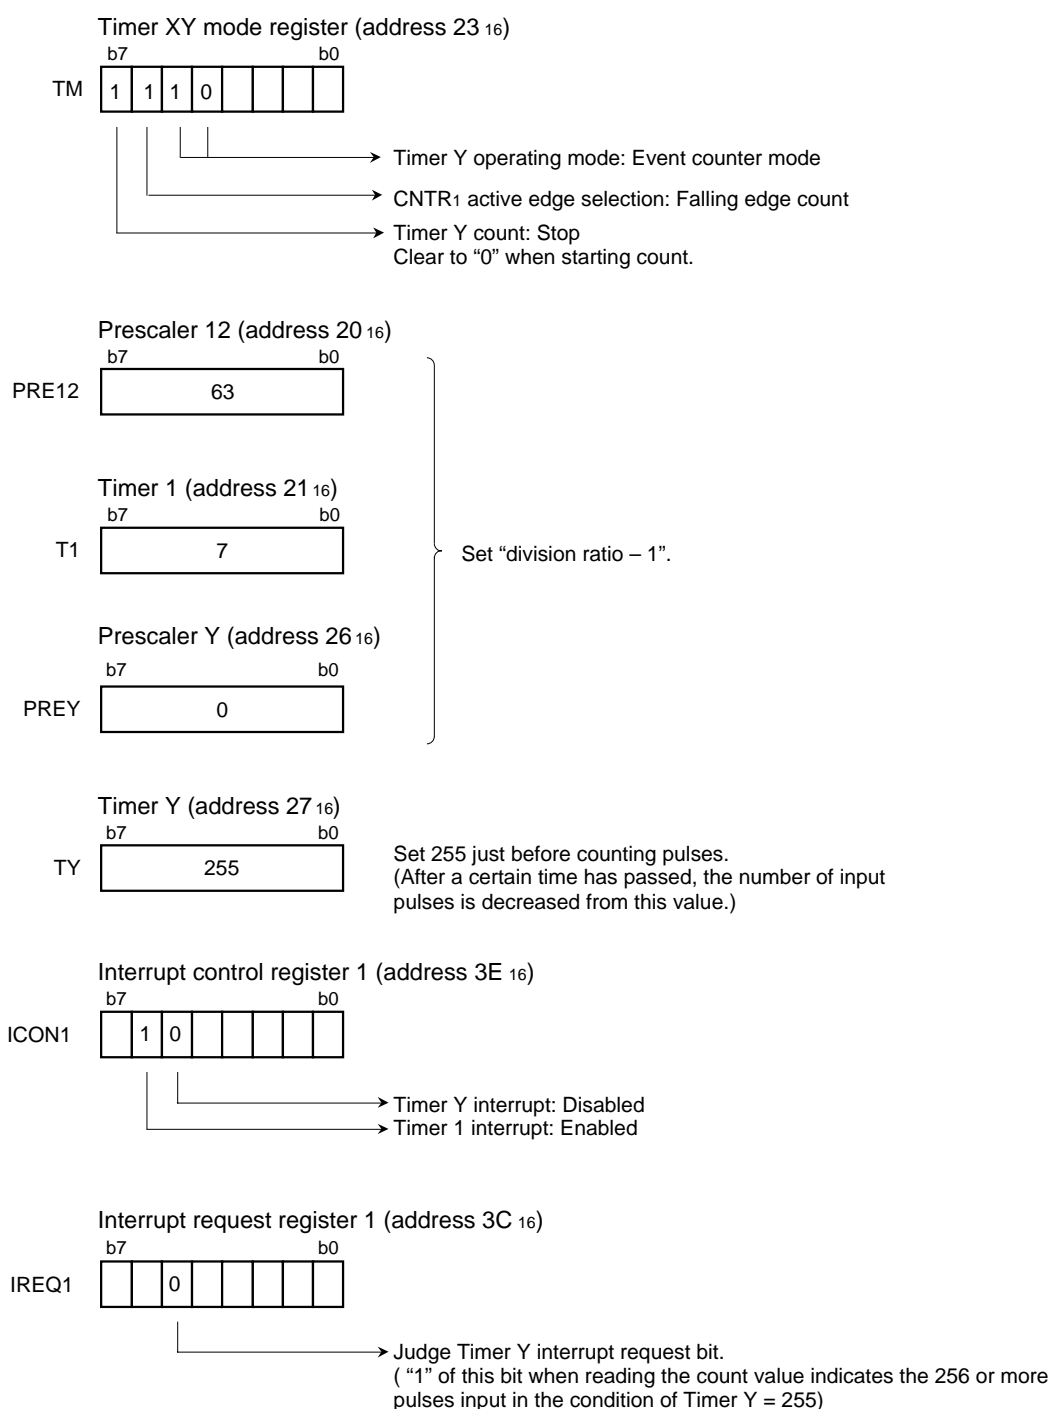 Timer XY mode register (address 23 16)
b7 b0
TM 1 1 1 0
Timer Y operating mode: Event counter mode
CNTR1 active edge selection: Falling edge count
Timer Y count: Stop
Clear to “0” when starting count.
Prescaler 12 (address 20 16)
b7 b0
PRE12 63
Timer 1 (address 21 16)
b7 b0
T1 7
Set “division ratio – 1”.
Prescaler Y (address 26 16)
b7 b0
PREY 0
Timer Y (address 27 16)
b7 b0
TY 255
Set 255 just before counting pulses.
(After a certain time has passed, the number of input
pulses is decreased from this value.)
Interrupt control register 1 (address 3E 16)
b7 b0
ICON1 1 0
Timer Y interrupt: Disabled
Timer 1 interrupt: Enabled
Interrupt request register 1 (address 3C 16)
b7 b0
IREQ1 0
Judge Timer Y interrupt request bit.
( “1” of this bit when reading the count value indicates the 256 or more
pulses input in the condition of Timer Y = 255)